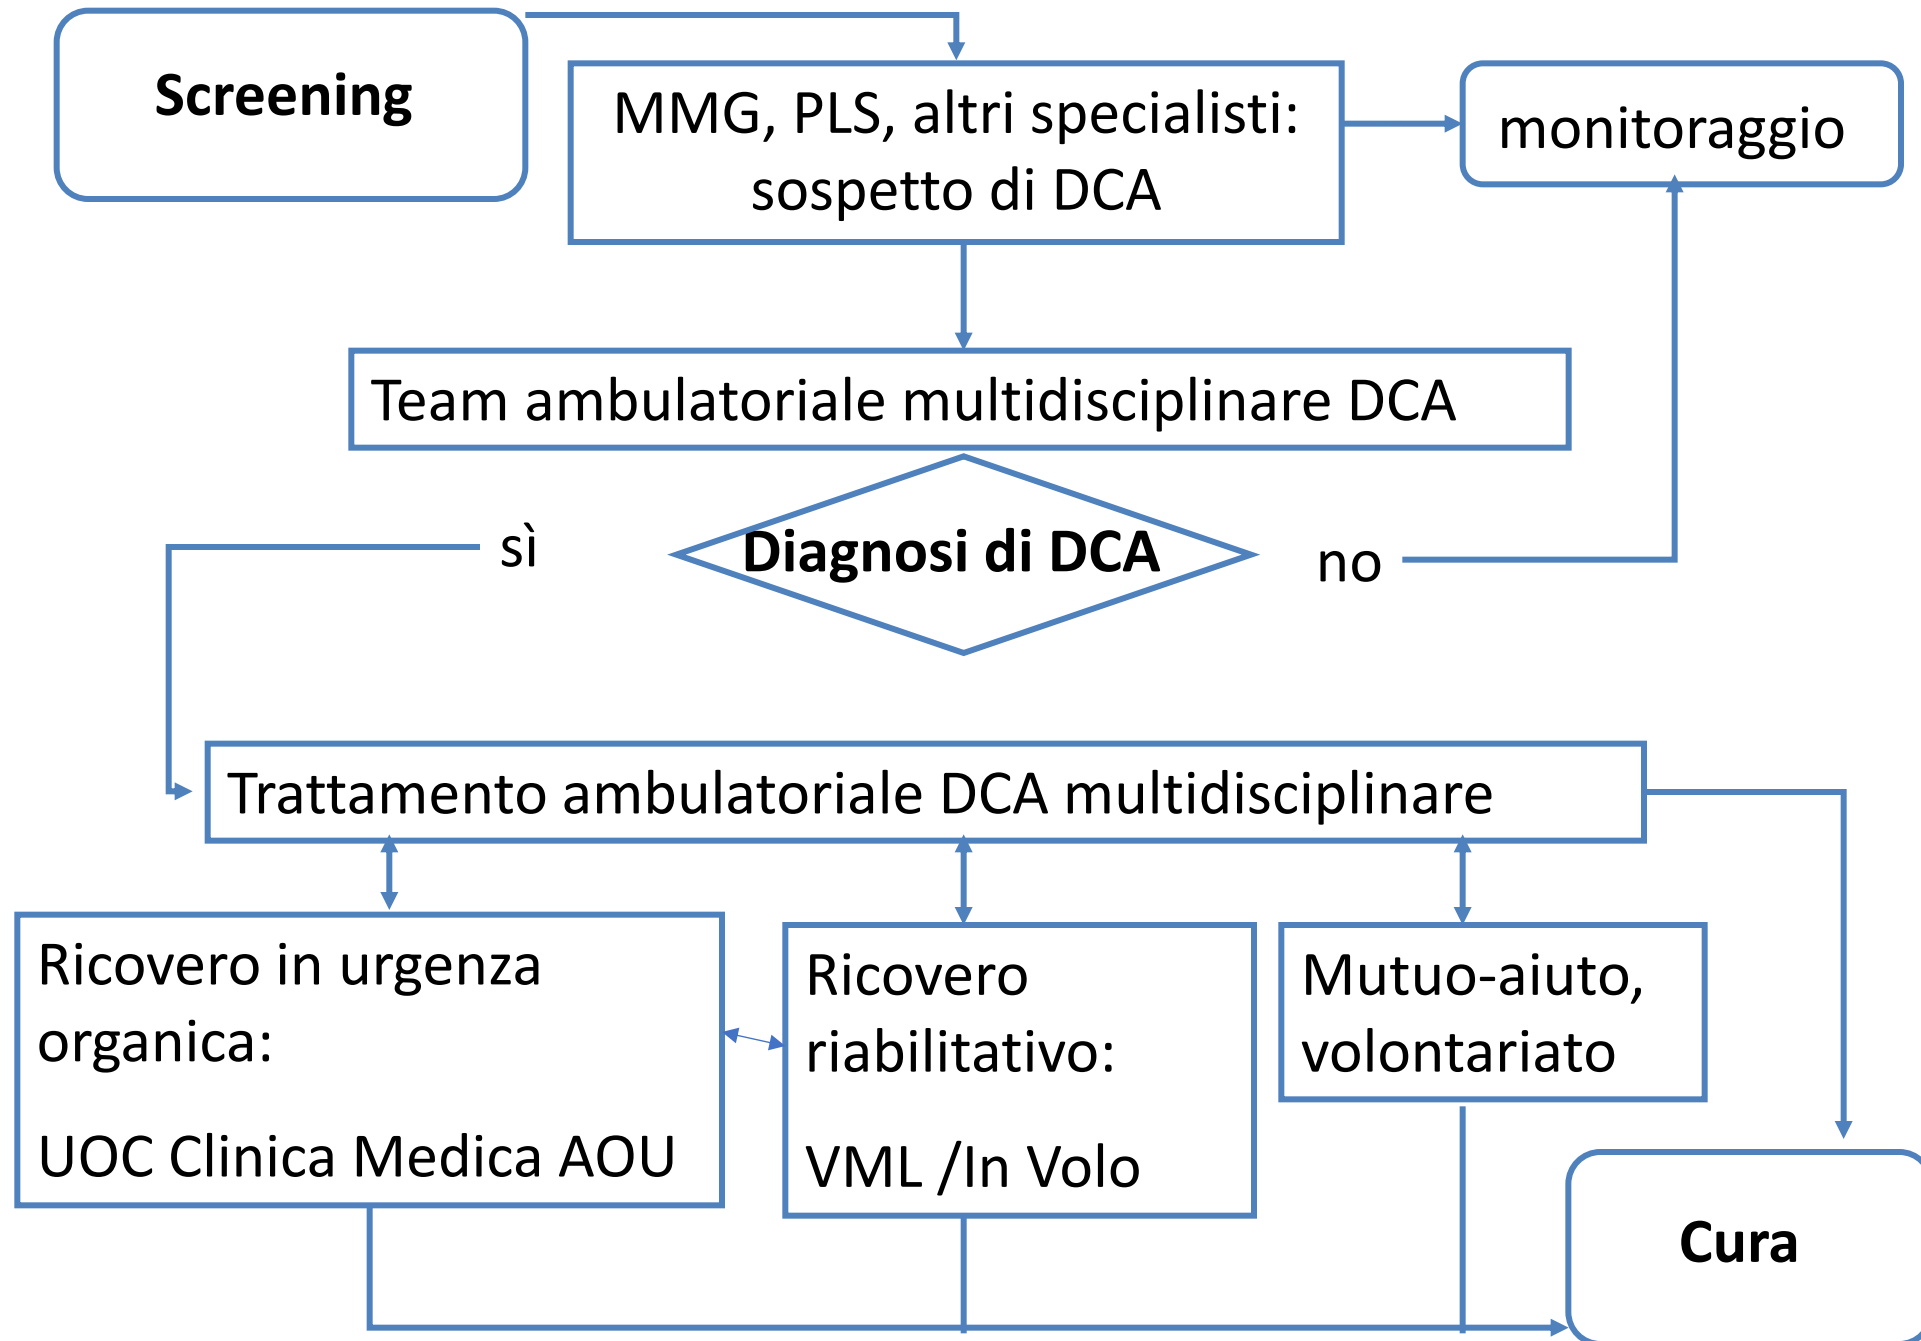 Screening
MMG, PLS, altri specialisti:
sospetto di DCA
monitoraggio
Team ambulatoriale multidisciplinare DCA
sì
Diagnosi di DCA
no
Trattamento ambulatoriale DCA multidisciplinare
Ricovero in urgenza
organica:
UOC Clinica Medica AOU
Ricovero
riabilitativo:
VML /In Volo
Mutuo-aiuto,
volontariato
Cura